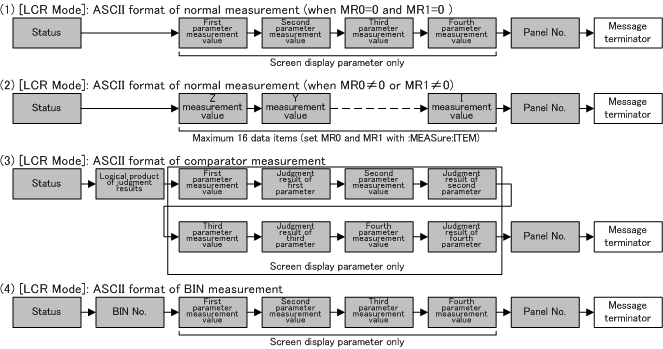 (1) [LCR Mode]: ASCII format of normal measurement (when MR0=0 and MR1=0 )
Status
First parameter measurement value
Second parameter measurement value
Third parameter measurement value
Fourth parameter measurement value
Panel No.
Message terminator
Screen display parameter only
(2) [LCR Mode]: ASCII format of normal measurement (when MR0≠0 or MR1≠0)
Status
Z measurement value
Y measurement value
I measurement value
Panel No.
Message terminator
Maximum 16 data items (set MR0 and MR1 with :MEASure:ITEM)
(3) [LCR Mode]: ASCII format of comparator measurement
Status
Logical product of judgment results
First parameter measurement value
Judgment result of first parameter
Second parameter measurement value
Judgment result of second parameter
Third parameter measurement value
Judgment result of third parameter
Fourth parameter measurement value
Judgment result of fourth parameter
Panel No.
Message terminator
Screen display parameter only
(4) [LCR Mode]: ASCII format of BIN measurement
Status
BIN No.
First parameter measurement value
Second parameter measurement value
Third parameter measurement value
Fourth parameter measurement value
Panel No.
Message terminator
Screen display parameter only